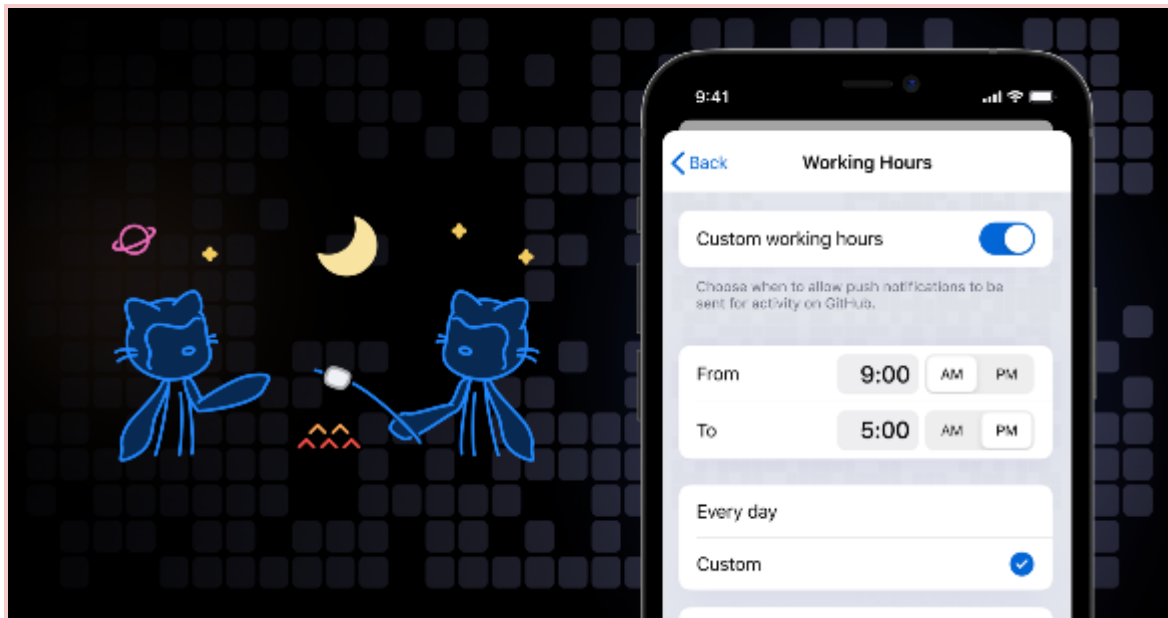 9:41
Back
Working Hours
Custom working hours
Choose when to allow push notifications to be
sent for activity on GitHub.
From
9:00
AM
PM
To
5:00
AM
PM
Every day
Custom